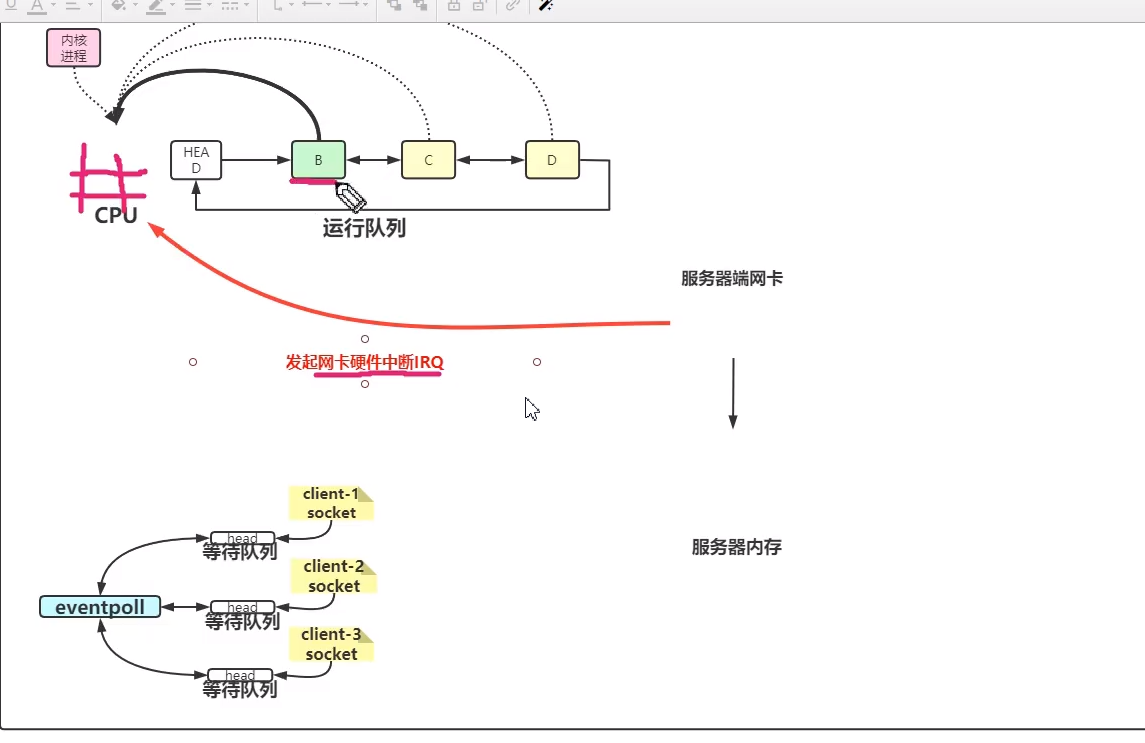 内核
进程
HEA
D
B
C
D
CPU
运行队列
服务器端网卡
发起网卡硬件中断IRQ
client-1
socket
head
等待队列
client-2
socket
服务器内存
eventpoll
head
等待队列
client-3
socket
head
等待队列